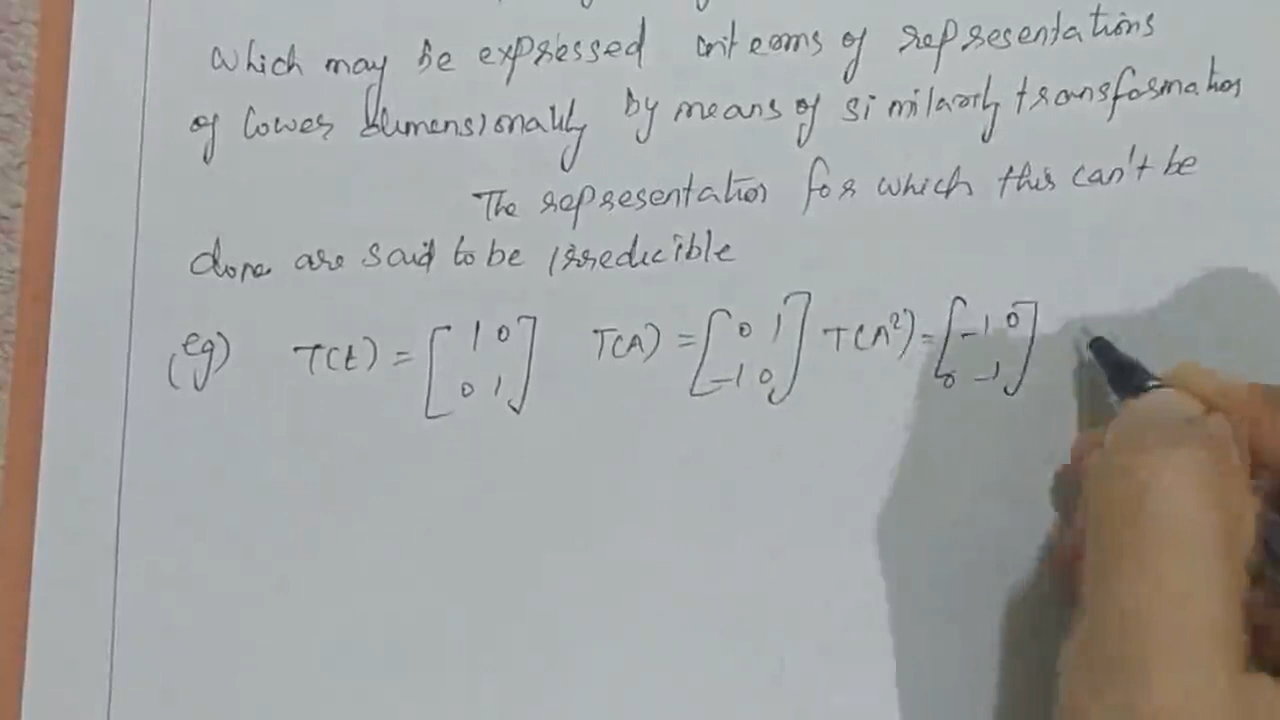 which may be expressed in terms of representations
of lower dimensionality by means of similarity transformation
The representation for which this can't be
done are said to be irreducible
(eg) T(E) = [1 0 0 1] T(A) = [0 1 -1 0] T(A²) = [-1 0 0 -1]